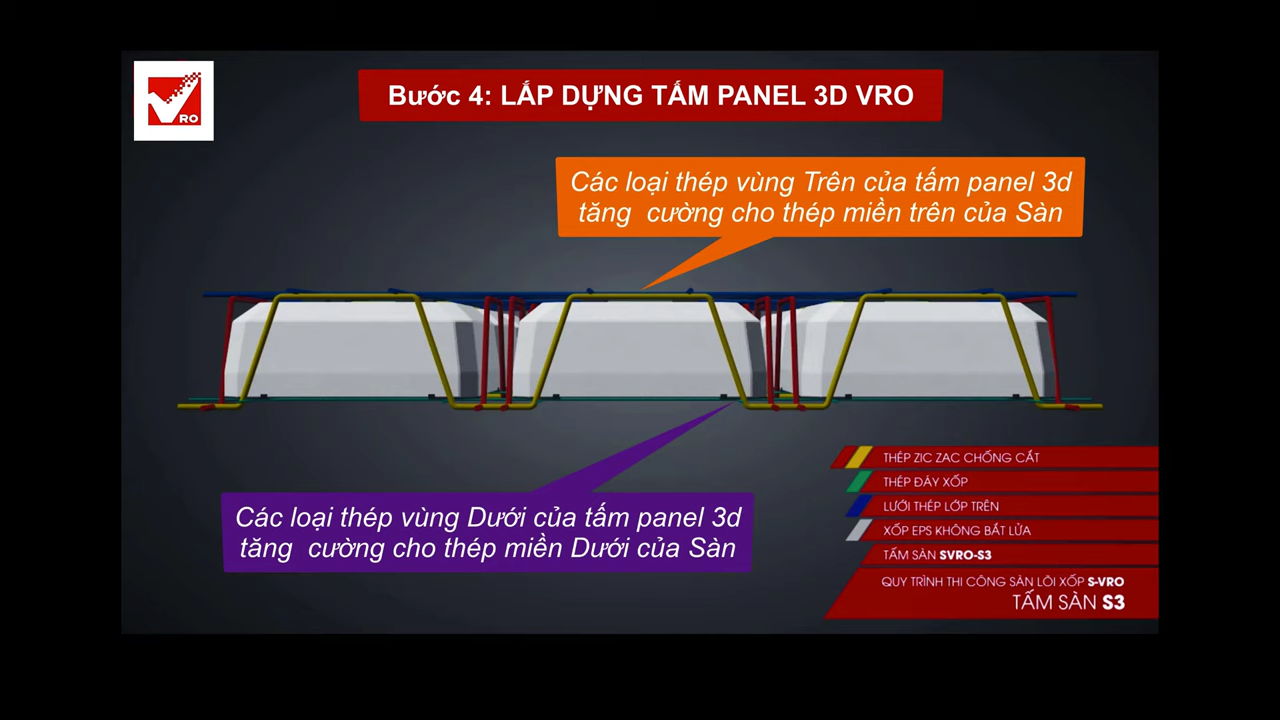 RO
Bước 4: LẮP DỰNG TẤM PANEL 3D VRO
Các loại thép vùng Trên của tấm panel 3d
tăng cường cho thép miền trên của Sàn
Các loại thép vùng Dưới của tấm panel 3d
tăng cường cho thép miền Dưới của Sàn
THÉP ZIC ZAC CHỐNG CẮT
THÉP ĐÁY XỐP
LƯỚI THÉP LỚP TRÊN
XỐP EPS KHÔNG BẮT LỬA
TẤM SÀN SVRO-S3
QUY TRÌNH THI CÔNG SÀN LÕI XỐP S-VRO
TẤM SÀN S3